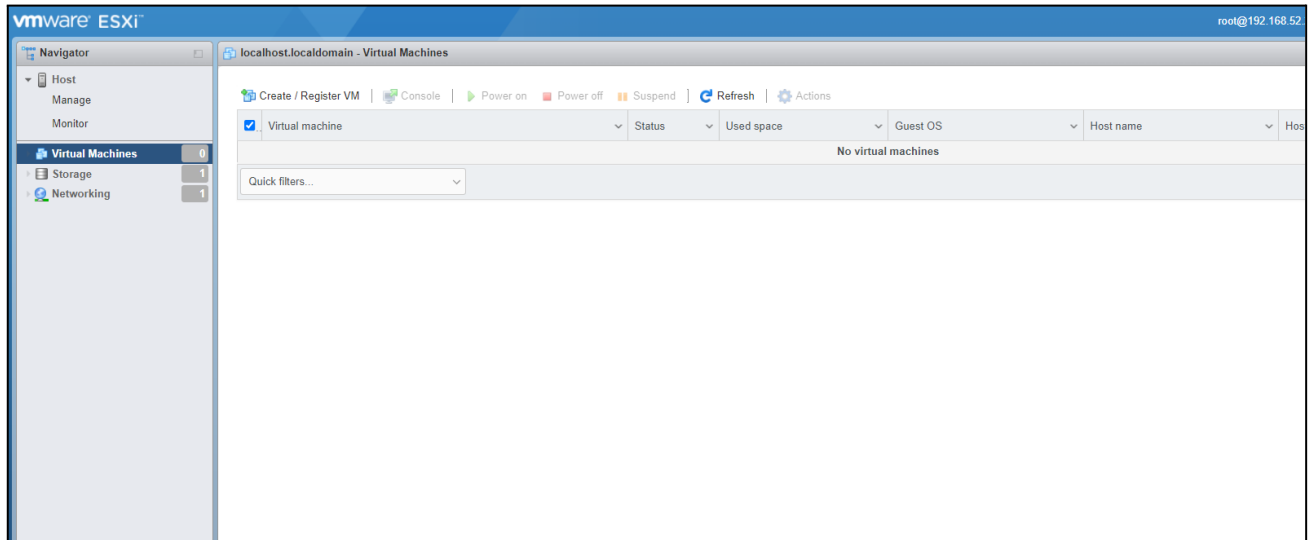 vmware ESXi™
root@192.168.52.
Navigator
localhost.localdomain - Virtual Machines
Host
Manage
Monitor
Virtual Machines 0
Storage 1
Networking 1
Create / Register VM | Console | Power on Power off Suspend | Refresh | Actions
Virtual machine Status Used space Guest OS Host name Hos
No virtual machines
Quick filters...